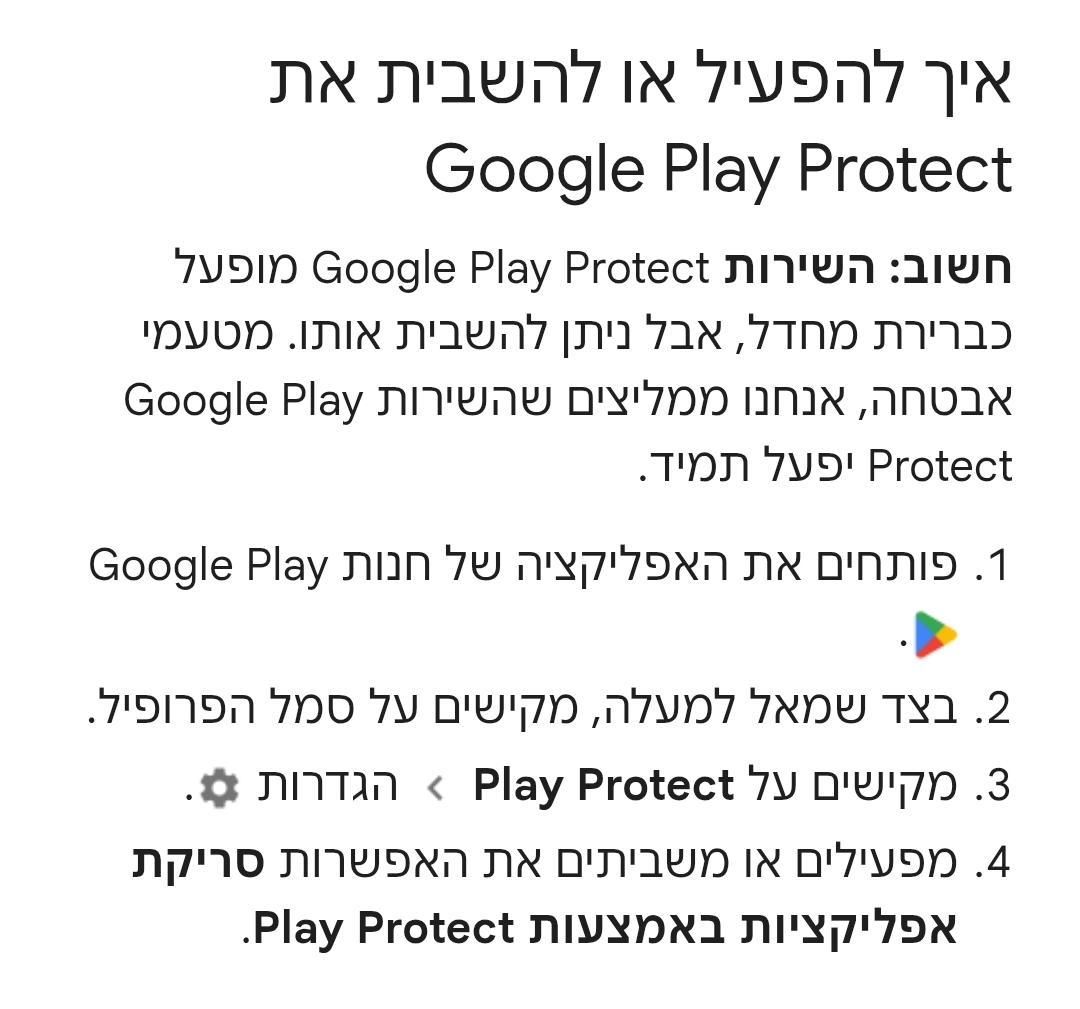 איך להפעיל או להשבית את
Google Play Protect
חשוב: השירות Google Play Protect מופעל
כברירת מחדל, אבל ניתן להשבית אותו. מטעמי
אבטחה, אנחנו ממליצים שהשירות Google Play
Protect יפעל תמיד.
1. פותחים את האפליקציה של חנות Google Play
.
2. בצד שמאל למעלה, מקישים על סמל הפרופיל.
3. מקישים על Play Protect > הגדרות .
4. מפעילים או משביתים את האפשרות סריקת
אפליקציות באמצעות Play Protect.